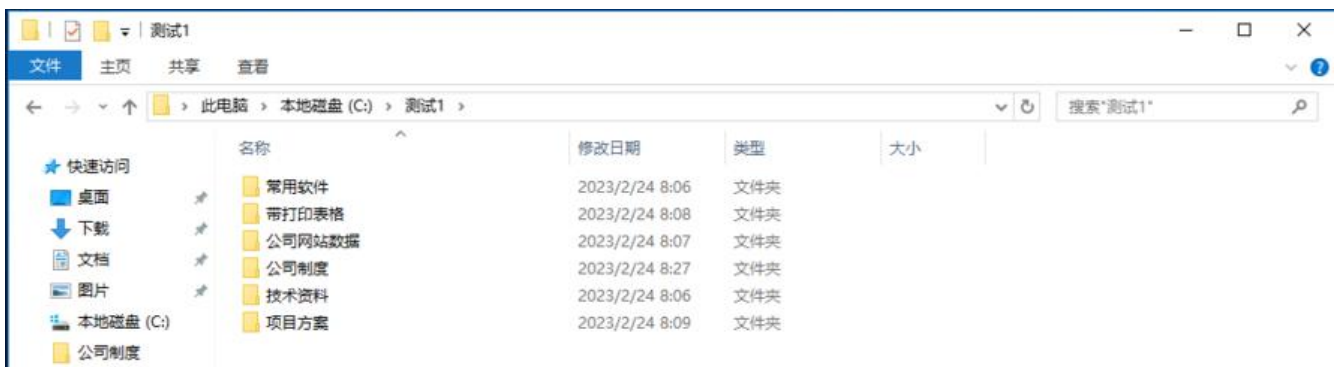 测试1
文件 主页 共享 查看
此电脑 > 本地磁盘 (C:) > 测试1 > 搜索"测试1"
名称 修改日期 类型 大小
快速访问
桌面
下载
文档
图片
本地磁盘 (C:)
公司制度
常用软件 2023/2/24 8:06 文件夹
带打印表格 2023/2/24 8:08 文件夹
公司网站数据 2023/2/24 8:07 文件夹
公司制度 2023/2/24 8:27 文件夹
技术资料 2023/2/24 8:06 文件夹
项目方案 2023/2/24 8:09 文件夹